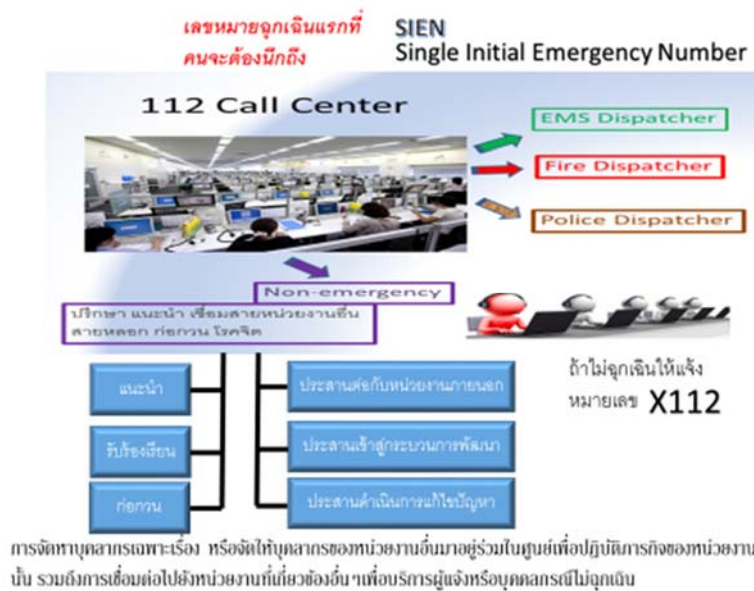 เลขหมายฉุกเฉินแรกที่
คนจะต้องนึกถึง
SIEN
Single Initial Emergency Number
112 Call Center
EMS Dispatcher
Fire Dispatcher
Police Dispatcher
Non-emergency
ปรึกษา แนะนำ เชื่อมสายหน่วยงานอื่น
สายหลอก ก่อกวน โรคจิต
ถ้าไม่ฉุกเฉินให้แจ้ง
หมายเลข X112
แนะนำ
รับร้องเรียน
ก่อกวน
ประสานต่อกับหน่วยงานภายนอก
ประสานเข้าสู่กระบวนการพัฒนา
ประสานดำเนินการแก้ไขปัญหา
การจัดหาบุคลากรเฉพาะเรื่อง หรือจัดให้บุคลากรของหน่วยงานอื่นมาอยู่ร่วมในศูนย์เพื่อปฏิบัติภารกิจของหน่วยงาน
นั้น รวมถึงการเชื่อมต่อไปยังหน่วยงานที่เกี่ยวข้องอื่นๆเพื่อบริการผู้แจ้งหรือบุคคลกรณีไม่ฉุกเฉิน